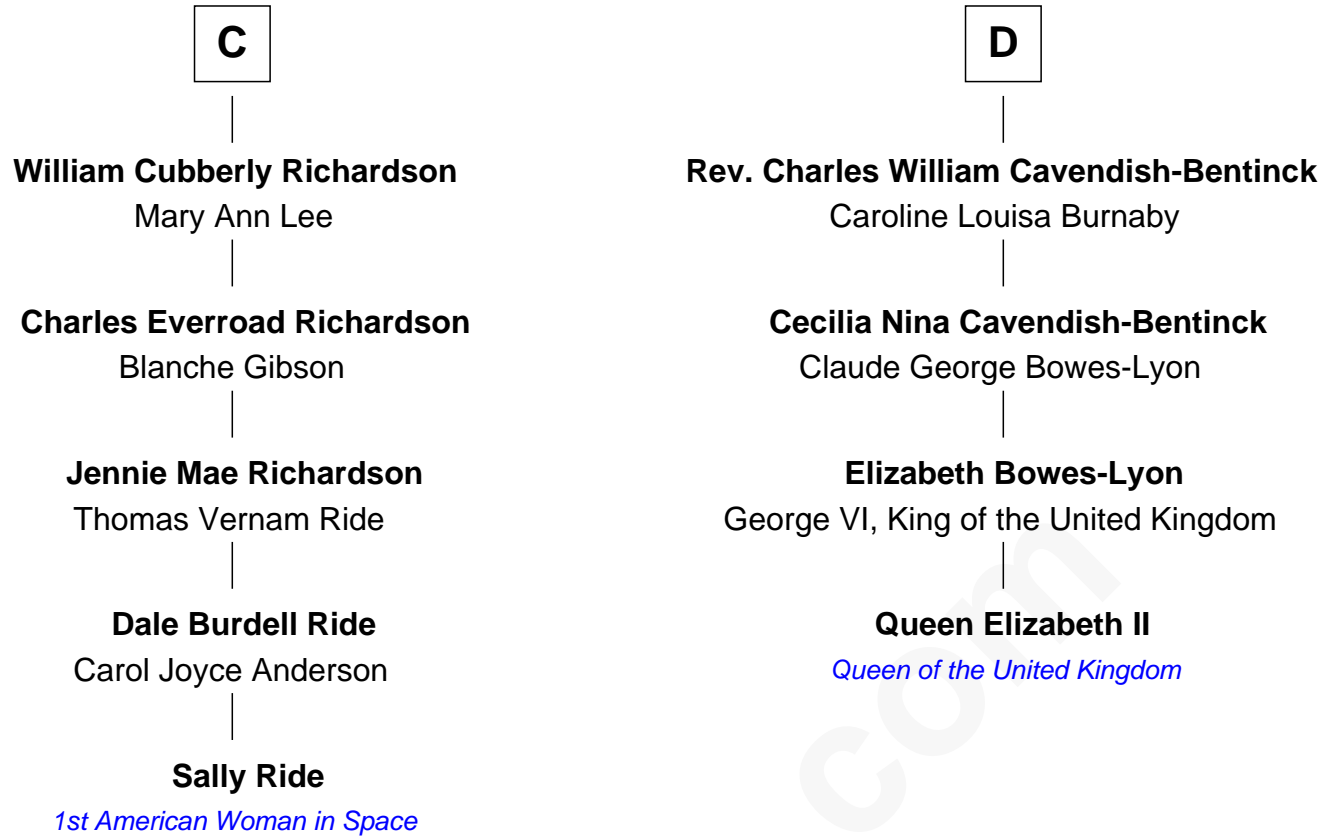 C
William Cubberly Richardson
Mary Ann Lee
Charles Everroad Richardson
Blanche Gibson
Jennie Mae Richardson
Thomas Vernam Ride
Dale Burdell Ride
Carol Joyce Anderson
Sally Ride
1st American Woman in Space
D
Rev. Charles William Cavendish-Bentinck
Caroline Louisa Burnaby
Cecilia Nina Cavendish-Bentinck
Claude George Bowes-Lyon
Elizabeth Bowes-Lyon
George VI, King of the United Kingdom
Queen Elizabeth II
Queen of the United Kingdom
com